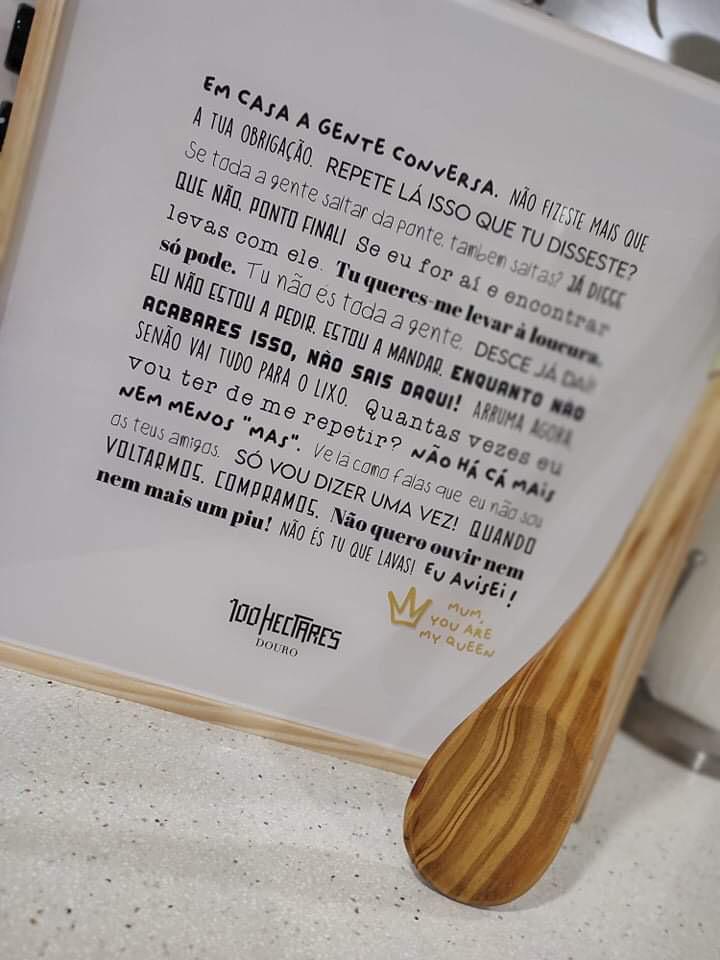 EM CASA A GENTE CONVERSA. NÃO FIZESTE MAIS QUE
A TUA OBRIGAÇÃO. REPETE LÁ ISSO QUE TU DISSESTE?
Se toda a gente saltar da ponte, também saltas? JÁ DISSE
QUE NÃO, PONTO FINAL! Se eu for aí e encontrar
levas com ele. Tu queres-me levar à loucura,
só pode. Tu não és toda a gente. DESCE JÁ DAÍ!
EU NÃO ESTOU A PEDIR, ESTOU A MANDAR. ENQUANTO NÃO
ACABARES ISSO, NÃO SAIS DAQUI! ARRUMA AGORA,
SENÃO VAI TUDO PARA O LIXO. Quantas vezes eu
vou ter de me repetir? NÃO HÁ CÁ MAIS
NEM MENOS "MAS". Vê lá como falas que eu não sou
as teus amigos. SÓ VOU DIZER UMA VEZ! QUANDO
VOLTARMOS, COMPRAMOS. Não quero ouvir nem
nem mais um piu! NÃO ÉS TU QUE LAVAS! EU AVISEI!
100 HECTARES
DOURO
MUM,
YOU ARE
MY QUEEN